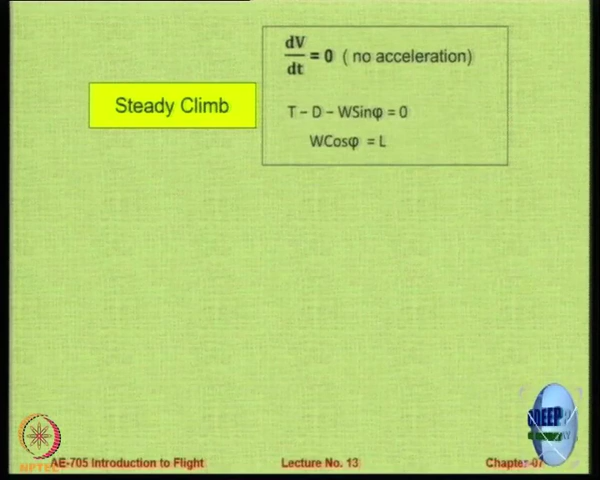 dV
dt
= 0 ( no acceleration)
Steady Climb
T − D − WSinφ = 0
WCosφ = L
NPTEL
AE-705 Introduction to Flight
Lecture No. 13
Chapter-07